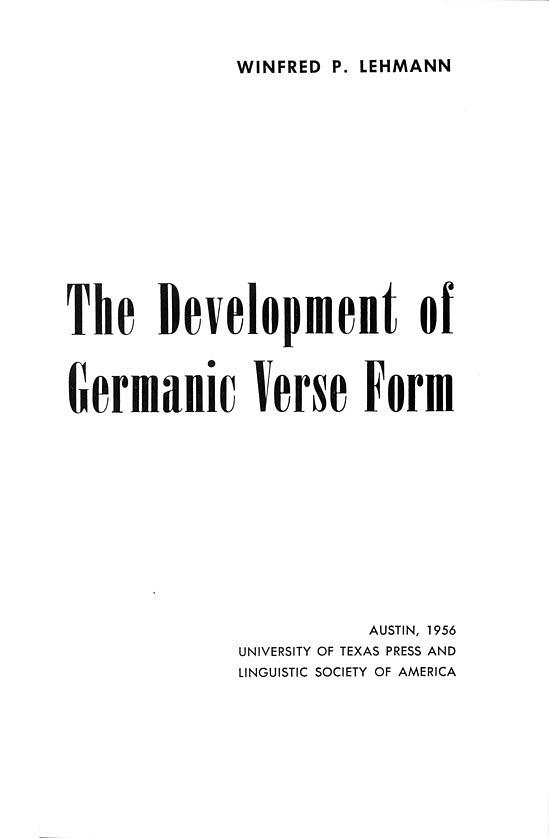 WINFRED P. LEHMANN
The Development of
Germanic Verse Form
AUSTIN, 1956
UNIVERSITY OF TEXAS PRESS AND
LINGUISTIC SOCIETY OF AMERICA